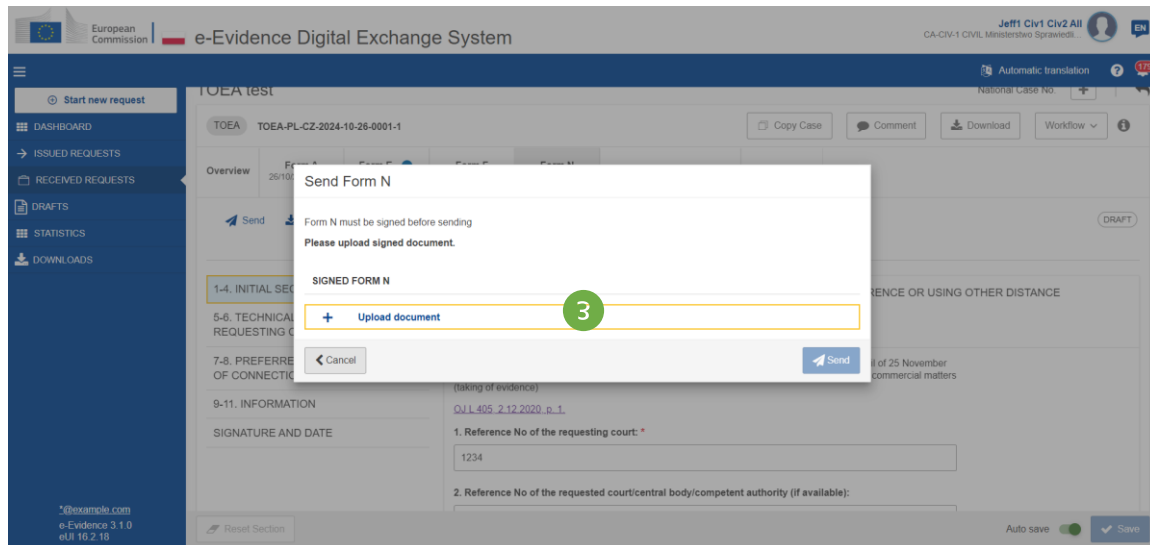 European
Commission
e-Evidence Digital Exchange System
Jeff1 Civ1 Civ2 All
CA-CIV-1 CIVIL Ministerstwo Sprawiedli...
EN
Automatic translation
?
Start new request
TOEA test
National Case No.
+
DASHBOARD
TOEA
TOEA-PL-CZ-2024-10-26-0001-1
Copy Case
Comment
Download
Workflow
ISSUED REQUESTS
RECEIVED REQUESTS
Overview
DRAFTS
STATISTICS
DOWNLOADS
Send
DRAFT
Send Form N
Form N must be signed before sending
Please upload signed document.
SIGNED FORM N
+ Upload document
3
Cancel
Send
1-4. INITIAL SEC
RENCE OR USING OTHER DISTANCE
5-6. TECHNICAL
REQUESTING C
7-8. PREFERRE
OF CONNECTIO
il of 25 November
commercial matters
(taking of evidence)
9-11. INFORMATION
OJ L 405, 2.12.2020, p. 1.
SIGNATURE AND DATE
1. Reference No of the requesting court: *
1234
2. Reference No of the requested court/central body/competent authority (if available):
*@example.com
e-Evidence 3.1.0
eUI 16.2.18
Reset Section
Auto save
Save